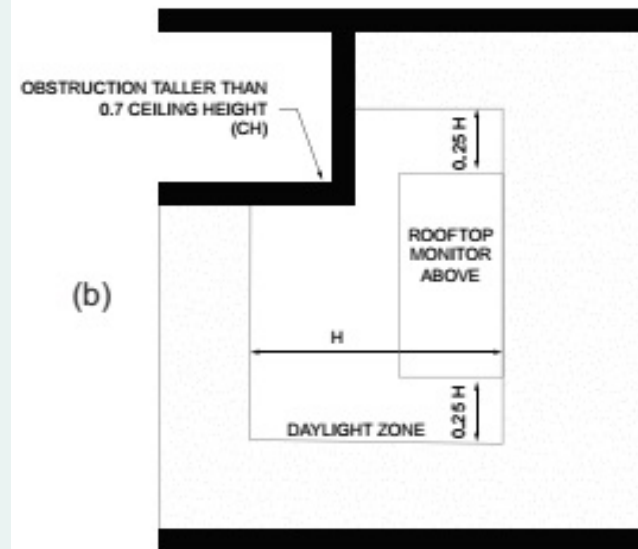 OBSTRUCTION TALLER THAN
0.7 CEILING HEIGHT
(CH)
0.25 H
ROOFTOP
MONITOR
ABOVE
(b)
H
0.25 H
DAYLIGHT ZONE